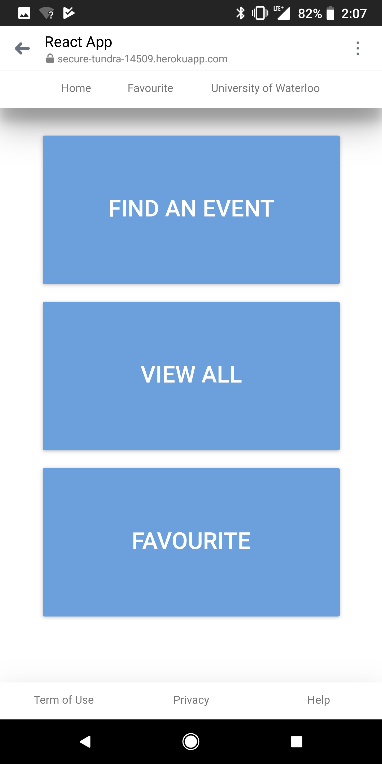 LTE+ 82% 2:07
React App
secure-tundra-14509.herokuapp.com
Home Favourite University of Waterloo
FIND AN EVENT
VIEW ALL
FAVOURITE
Term of Use Privacy Help